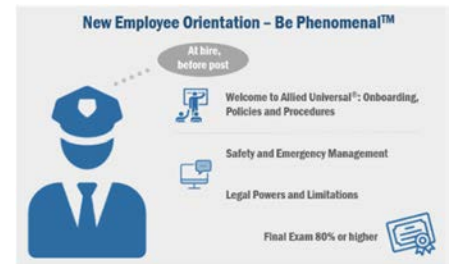 New Employee Orientation – Be Phenomenal™
At hire,
before post
Welcome to Allied Universal®: Onboarding,
Policies and Procedures
Safety and Emergency Management
Legal Powers and Limitations
Final Exam 80% or higher